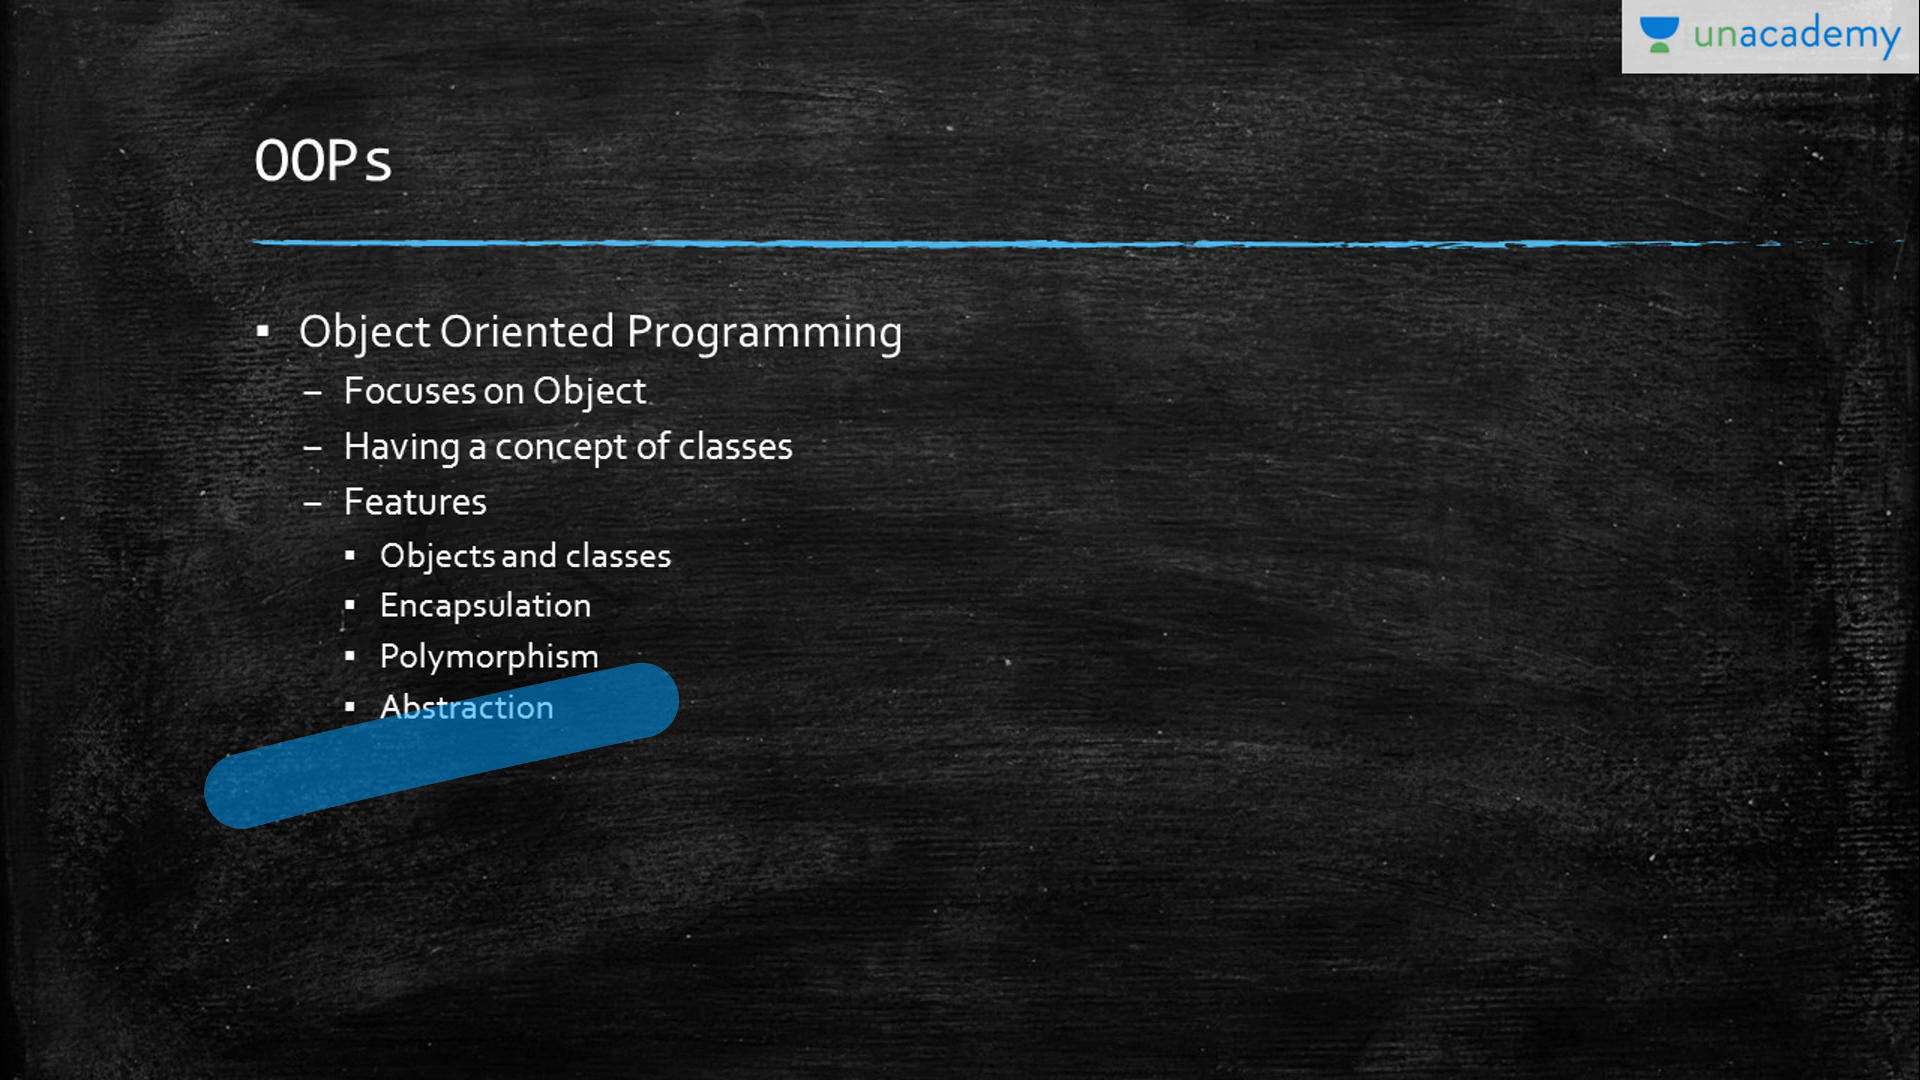 unacademy
OOPs
▪ Object Oriented Programming
– Focuses on Object
– Having a concept of classes
– Features
▪ Objects and classes
▪ Encapsulation
▪ Polymorphism
▪ Abstraction